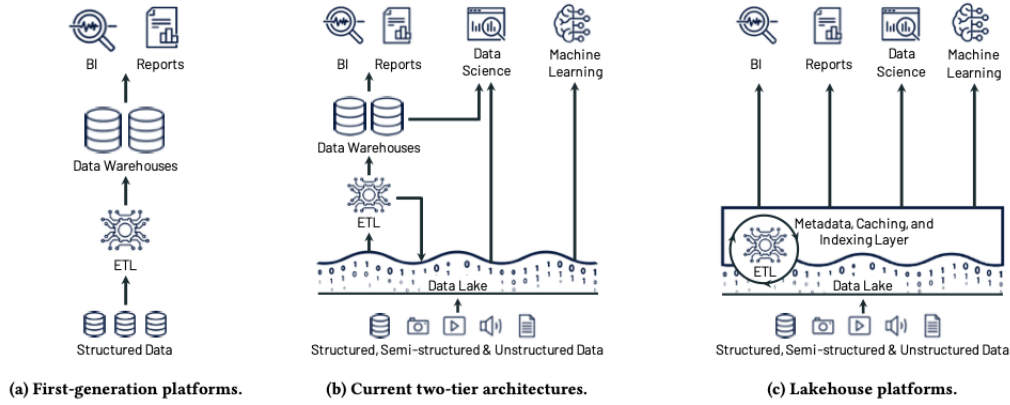 BI
Reports
Data Warehouses
ETL
Structured Data
(a) First-generation platforms.
BI
Reports
Data
Science
Machine
Learning
Data Warehouses
ETL
Data Lake
Structured, Semi-structured & Unstructured Data
(b) Current two-tier architectures.
BI
Reports
Data
Science
Machine
Learning
Metadata, Caching, and
Indexing Layer
ETL
Data Lake
Structured, Semi-structured & Unstructured Data
(c) Lakehouse platforms.